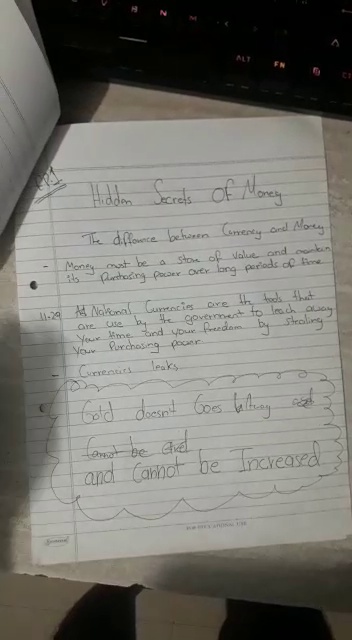 EP.1
Hidden Secrets Of Money
The diffrance between Currency and Money
- Money must be a store of value and maintain
its Purchasing power over long periods of time
11:29 All National Currencies are the tools that
are use by the government to leach away
Your time and your freedom by stealing
Your Purchasing power
- Currencies leaks
Gold doesn't Goes away and
Cannot be
and Cannot be Increased
ALT FN